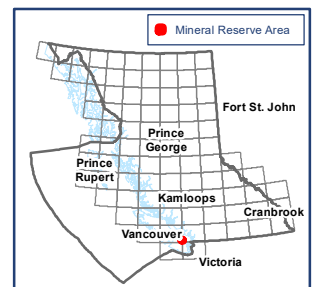 Mineral Reserve Area
Fort St. John
Prince
George
Prince
Rupert
Kamloops
Cranbrook
Vancouver
Victoria